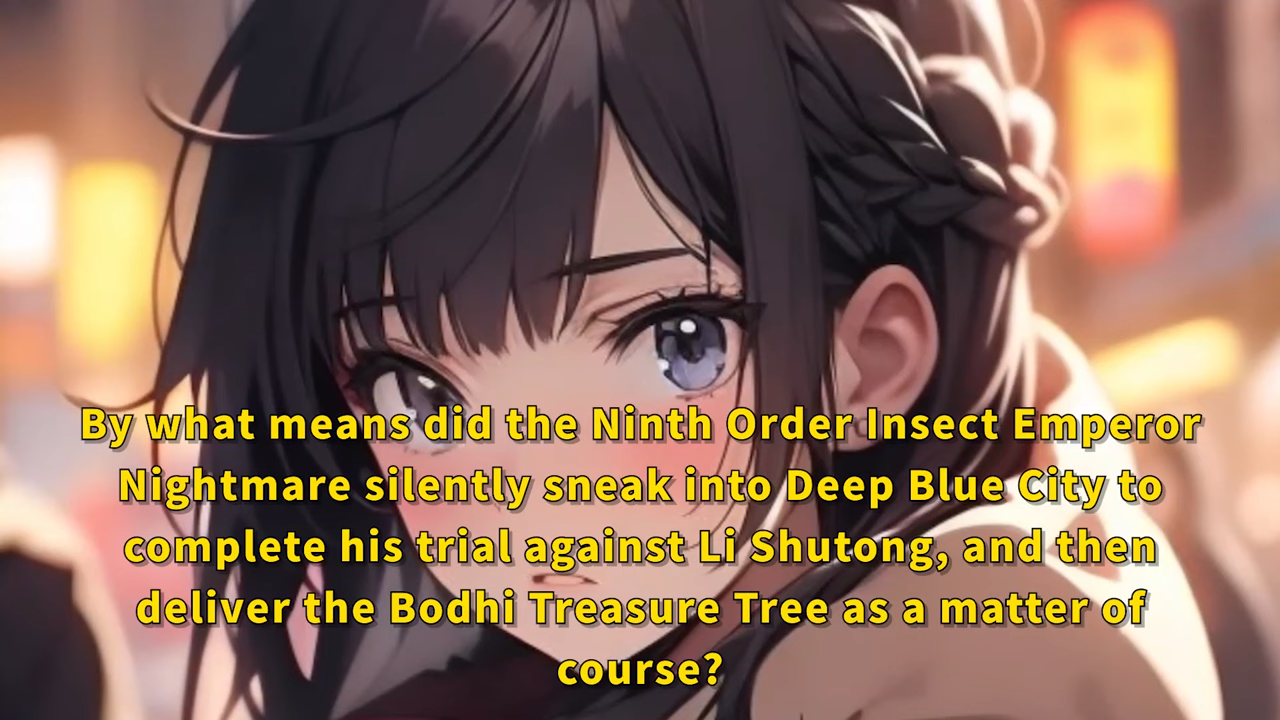 By what means did the Ninth Order Insect Emperor
Nightmare silently sneak into Deep Blue City to
complete his trial against Li Shutong, and then
deliver the Bodhi Treasure Tree as a matter of
course?